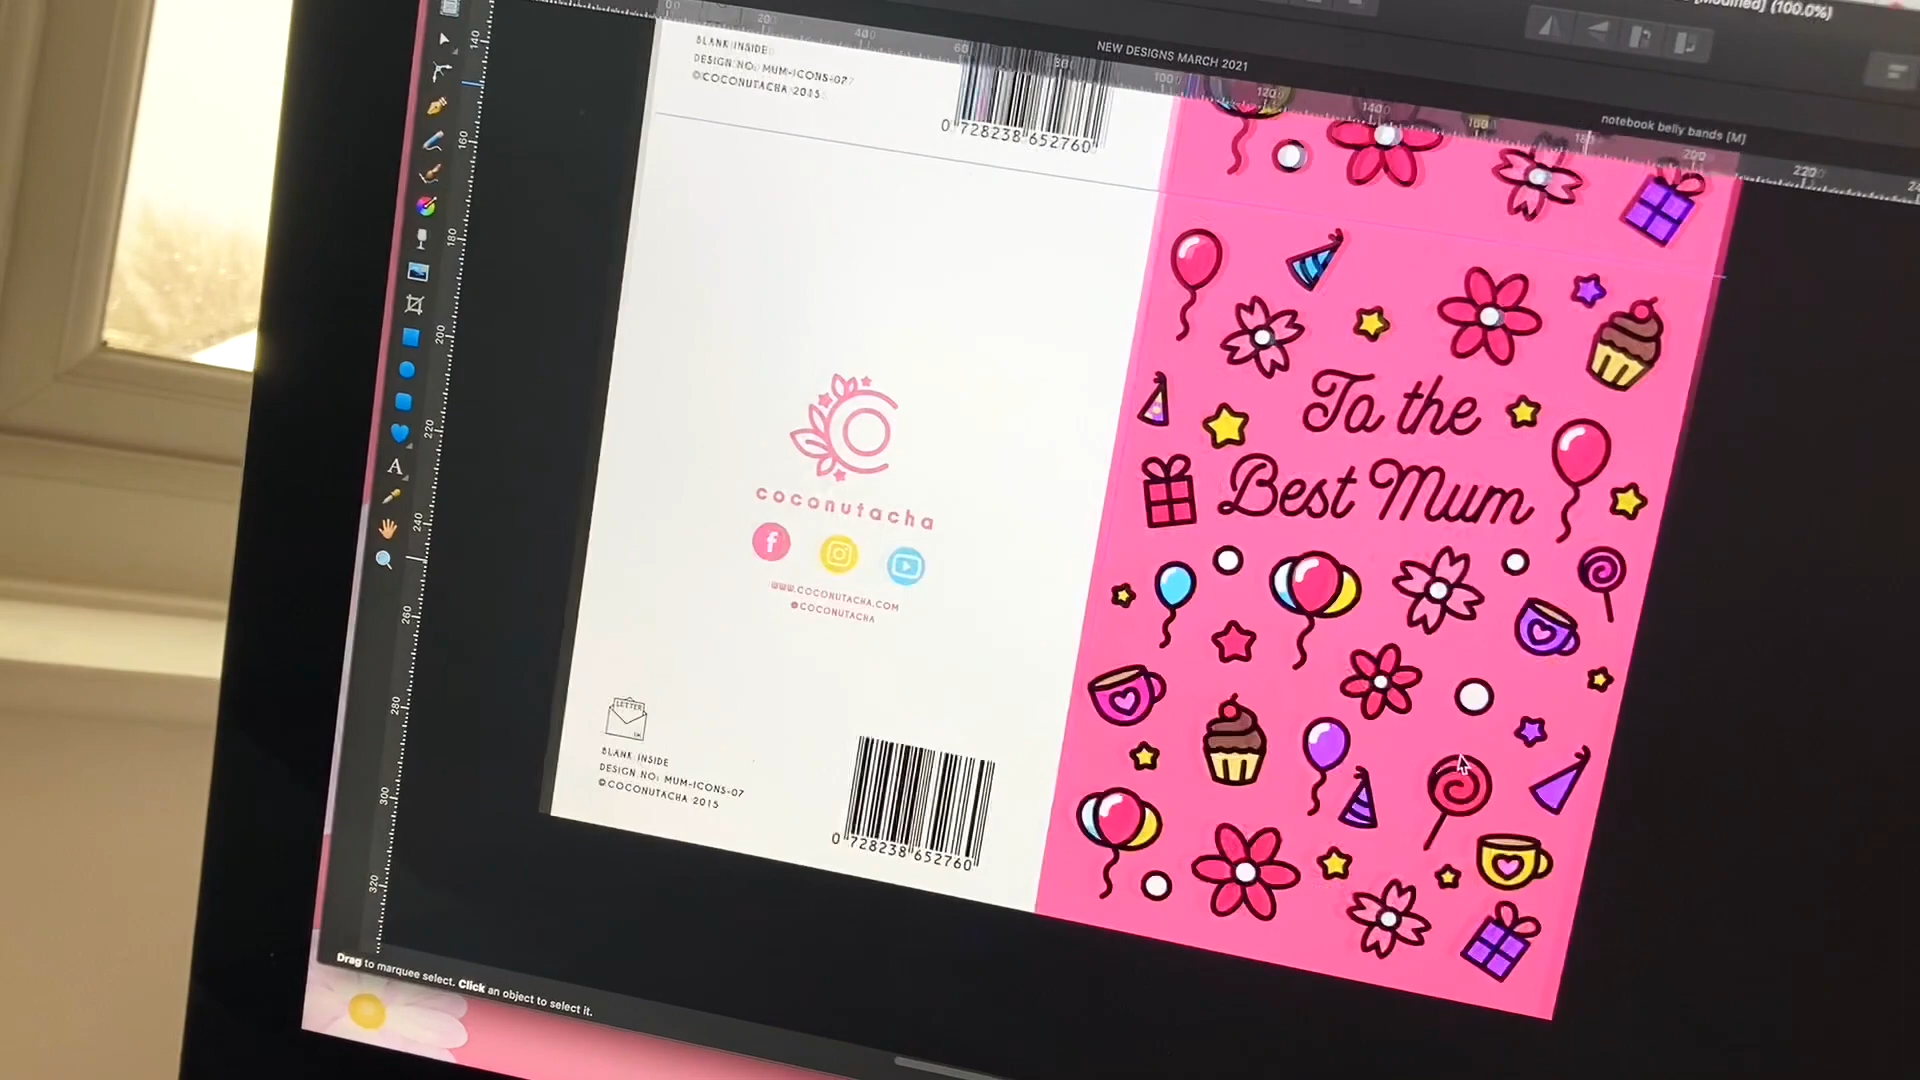 [Modified] (100.0%)
NEW DESIGNS MARCH 2021
notebook belly bands [M]
BLANK INSIDE
DESIGN NO: MUM-ICONS-07
©COCONUTACHA 2015
0 728238 652760
To the
Best Mum
coconutacha
WWW.COCONUTACHA.COM
@COCONUTACHA
LETTER
BLANK INSIDE
DESIGN NO: MUM-ICONS-07
©COCONUTACHA 2015
0 728238 652760
Drag to marquee select. Click an object to select it.